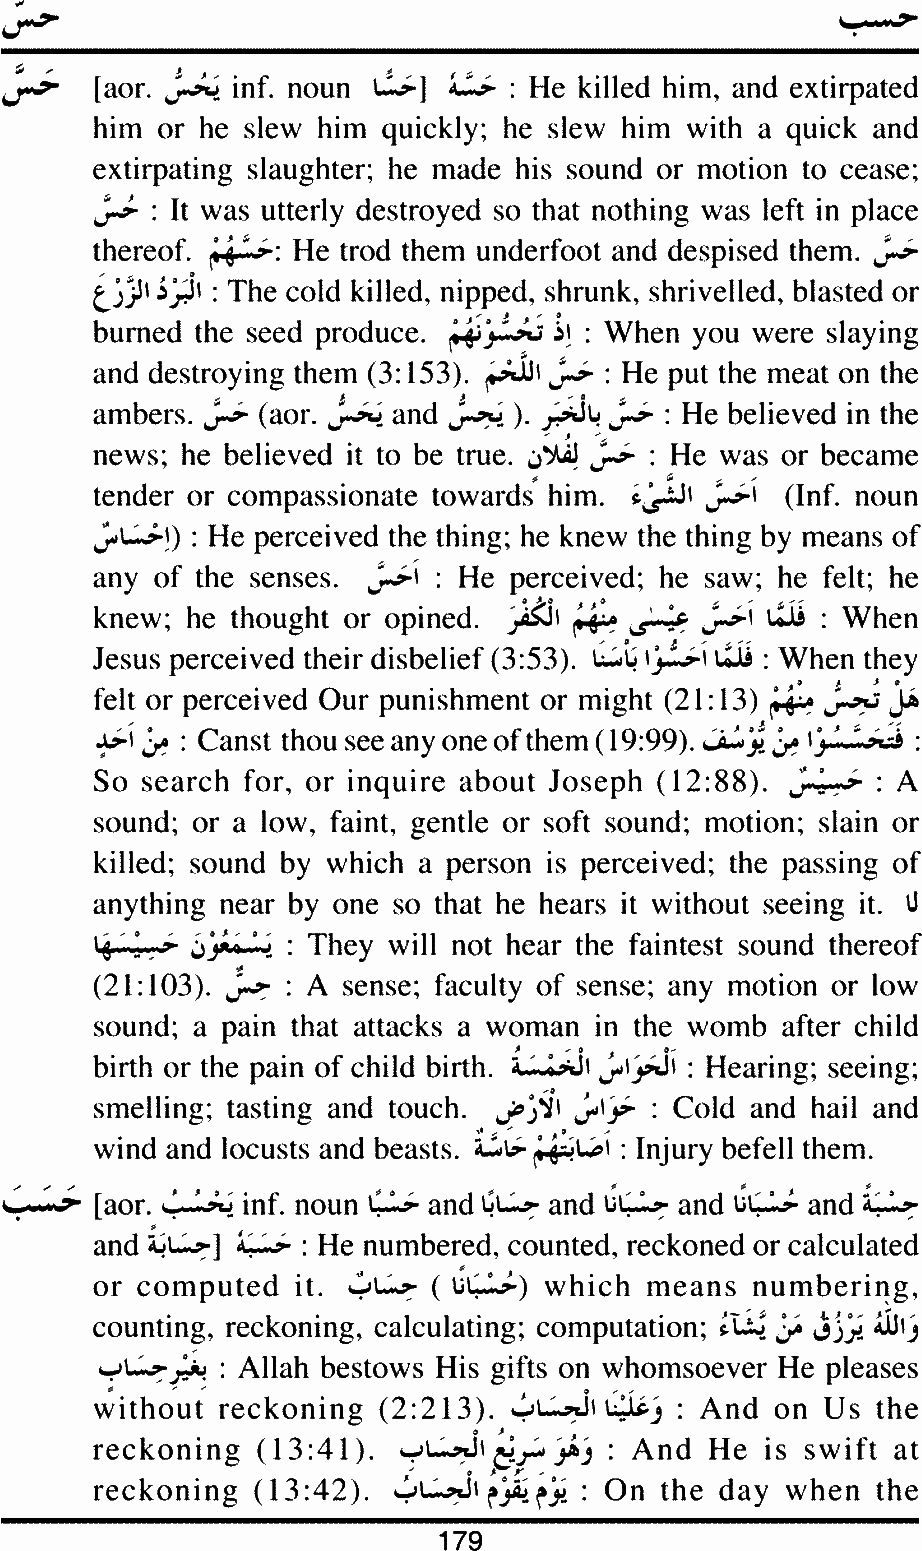 حسّ حسب
حَسَّ [aor. يَحُسُّ inf. noun حَسًّا] حَسَّهُ : He killed him, and extirpated
him or he slew him quickly; he slew him with a quick and
extirpating slaughter; he made his sound or motion to cease;
حُسَّ : It was utterly destroyed so that nothing was left in place
thereof. حَسَّهُمْ: He trod them underfoot and despised them. حَسَّ
الْبَرْدُ الزَّرْعَ : The cold killed, nipped, shrunk, shrivelled, blasted or
burned the seed produce. اِذْ تَحُسُّوْنَهُمْ : When you were slaying
and destroying them (3:153). حَسَّ اللَّحْمَ : He put the meat on the
ambers. حَسَّ (aor. يَحَسُّ and يَحِسُّ ). حَسَّ بِالْخَبَرِ : He believed in the
news; he believed it to be true. حَسَّ لِفُلَانٍ : He was or became
tender or compassionate towards him. اَحَسَّ الشَّيْءَ (Inf. noun
اِحْسَاسٌ) : He perceived the thing; he knew the thing by means of
any of the senses. اَحَسَّ : He perceived; he saw; he felt; he
knew; he thought or opined. فَلَمَّا اَحَسَّ عِيْسٰى مِنْهُمُ الْكُفْرَ : When
Jesus perceived their disbelief (3:53). فَلَمَّا اَحَسُّوْا بَأْسَنَا : When they
felt or perceived Our punishment or might (21:13) هَلْ تُحِسُّ مِنْهُمْ
مِنْ اَحَدٍ : Canst thou see any one of them (19:99). فَتَحَسَّسُوْا مِنْ يُّوْسُفَ :
So search for, or inquire about Joseph (12:88). حَسِيْسٌ : A
sound; or a low, faint, gentle or soft sound; motion; slain or
killed; sound by which a person is perceived; the passing of
anything near by one so that he hears it without seeing it. لَا
يَسْمَعُوْنَ حَسِيْسَهَا : They will not hear the faintest sound thereof
(21:103). حِسٌّ : A sense; faculty of sense; any motion or low
sound; a pain that attacks a woman in the womb after child
birth or the pain of child birth. اَلْحَوَاسُّ الْخَمْسَةُ : Hearing; seeing;
smelling; tasting and touch. حَوَاسُّ الْاَرْضِ : Cold and hail and
wind and locusts and beasts. اَصَابَتْهُمْ حَاسَّةٌ : Injury befell them.
حَسَبَ [aor. يَحْسُبُ inf. noun حَسْبًا and حِسَابًا and حِسْبَانًا and حُسْبَانًا and حِسْبَةً
and حِسَابَةً] حَسَبَهُ : He numbered, counted, reckoned or calculated
or computed it. حِسَابٌ ( حُسْبَانًا) which means numbering,
counting, reckoning, calculating; computation; وَاللّٰهُ يَرْزُقُ مَنْ يَّشَآءُ
بِغَيْرِ حِسَابٍ : Allah bestows His gifts on whomsoever He pleases
without reckoning (2:213). وَعَلَيْنَا الْحِسَابُ : And on Us the
reckoning (13:41). وَهُوَ سَرِيْعُ الْحِسَابِ : And He is swift at
reckoning (13:42). يَوْمَ يَقُوْمُ الْحِسَابُ : On the day when the
179